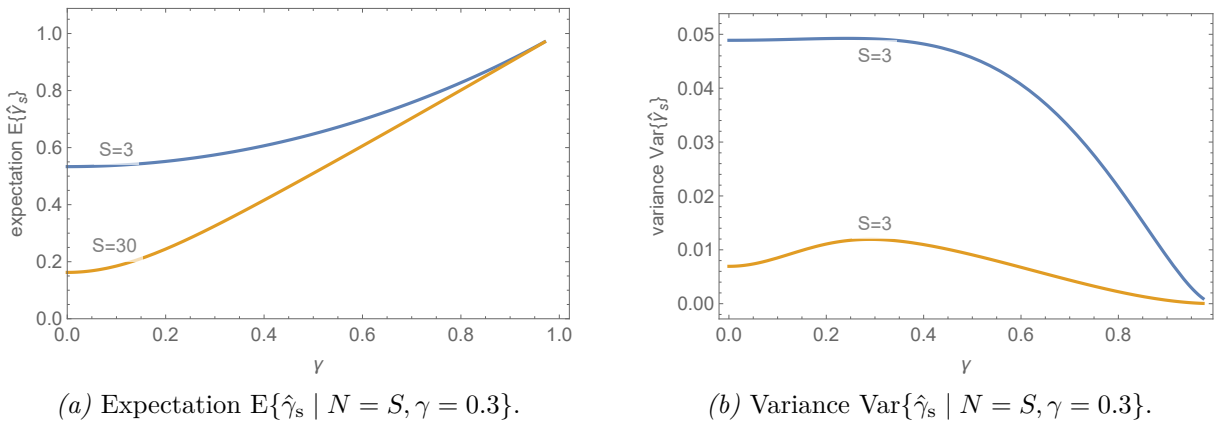 expectation E{γ̂ₛ}
1.0
0.8
0.6
0.4
0.2
0.0
S=3
S=30
0.0 0.2 0.4 0.6 0.8 1.0
γ
(a) Expectation E{γ̂ₛ | N = S, γ = 0.3}.
variance Var{γ̂ₛ}
0.05
0.04
0.03
0.02
0.01
0.00
S=3
S=3
0.0 0.2 0.4 0.6 0.8
γ
(b) Variance Var{γ̂ₛ | N = S, γ = 0.3}.